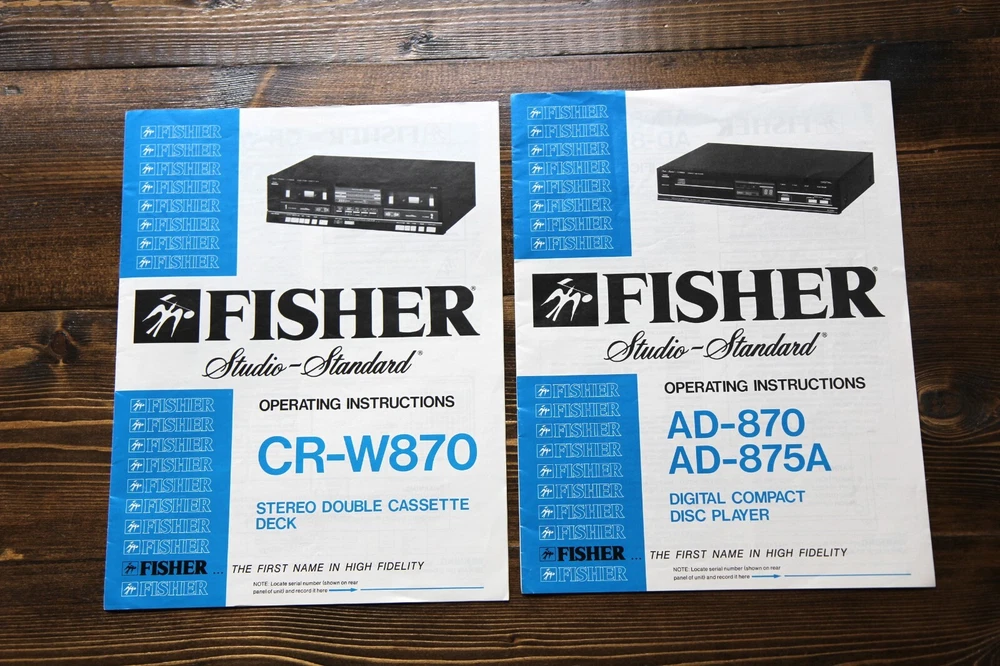 FISHER
FISHER
FISHER
FISHER
FISHER
FISHER
FISHER
FISHER
FISHER®
Studio-Standard®
FISHER
FISHER
FISHER
FISHER
FISHER
FISHER
FISHER
FISHER
FISHER ... THE FIRST NAME IN HIGH FIDELITY
FISHER
OPERATING INSTRUCTIONS
CR-W870
STEREO DOUBLE CASSETTE
DECK
NOTE: Locate serial number (shown on rear
panel of unit) and record it here
FISHER
FISHER
FISHER
FISHER
FISHER
FISHER
FISHER
FISHER
FISHER®
Studio-Standard®
FISHER
FISHER
FISHER
FISHER
FISHER
FISHER
FISHER
FISHER
FISHER ... THE FIRST NAME IN HIGH FIDELITY
FISHER
OPERATING INSTRUCTIONS
AD-870
AD-875A
DIGITAL COMPACT
DISC PLAYER
NOTE: Locate serial number (shown on rear
panel of unit) and record it here